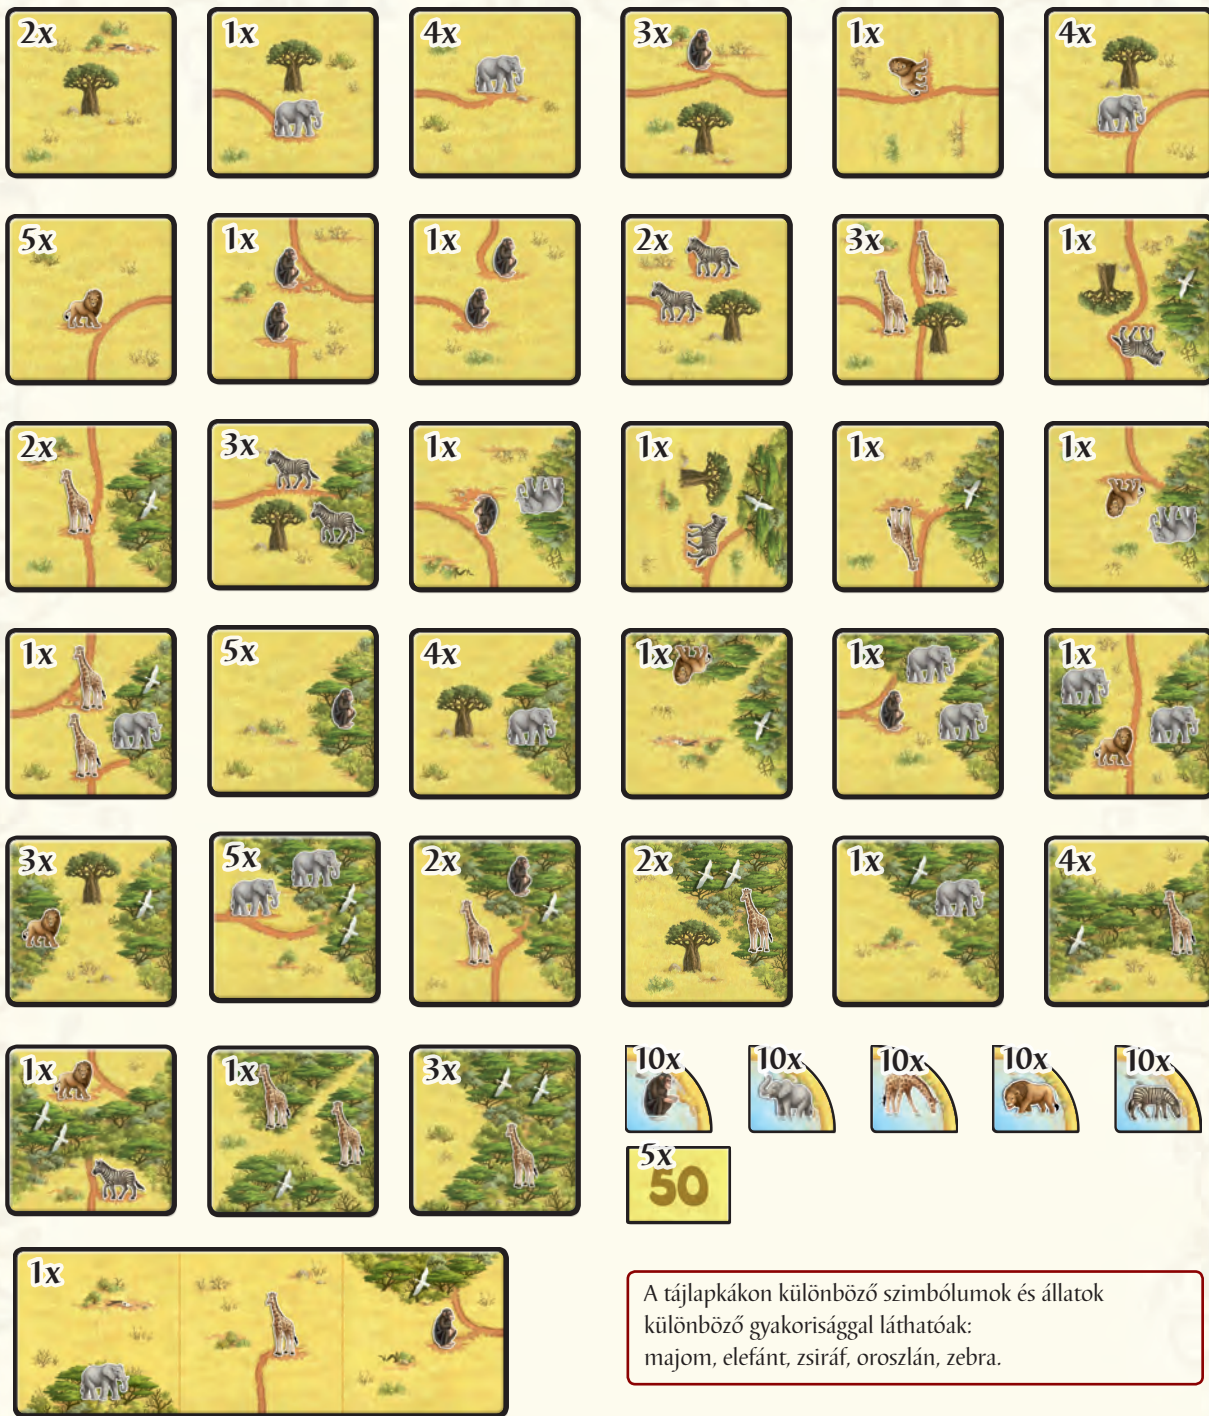 2x 1x 4x 3x 1x 4x
5x 1x 1x 2x 3x 1x
2x 3x 1x 1x 1x 1x
1x 5x 4x 1x 1x 1x
3x 5x 2x 2x 1x 4x
1x 1x 3x 10x 10x 10x 10x 10x
5x
50
1x
A tájlapkákon különböző szimbólumok és állatok
különböző gyakorisággal láthatóak:
majom, elefánt, zsiráf, oroszlán, zebra.